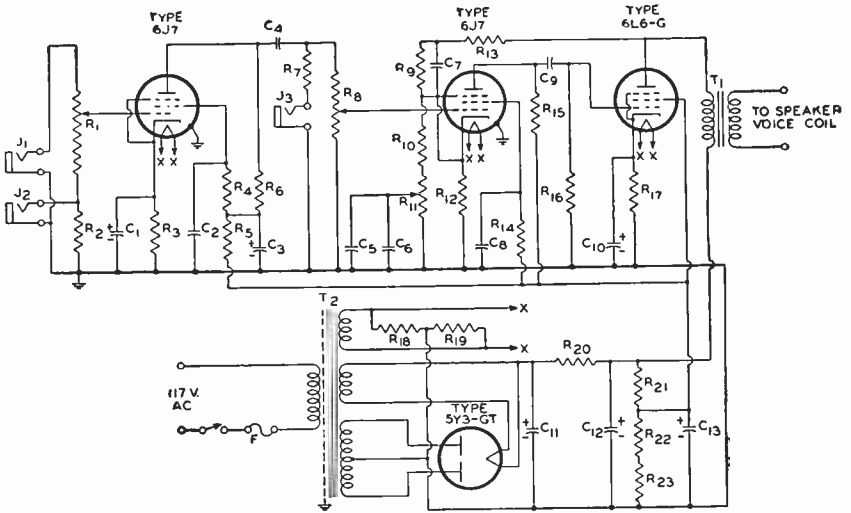 TYPE
6J7
TYPE
6J7
TYPE
6L6-G
C4
R7
J3
R8
R9
C7
R13
C9
R15
T1
TO SPEAKER
VOICE COIL
R1
J1
J2
X X
R10
X X
X X
R2
C1
R3
C2
R4
R5
R6
C3
C5
C6
R11
R12
C8
R14
R16
C10
R17
T2
X
R18
R19
X
R20
117 V.
AC
F
TYPE
5Y3-GT
C11
C12
R21
R22
R23
C13